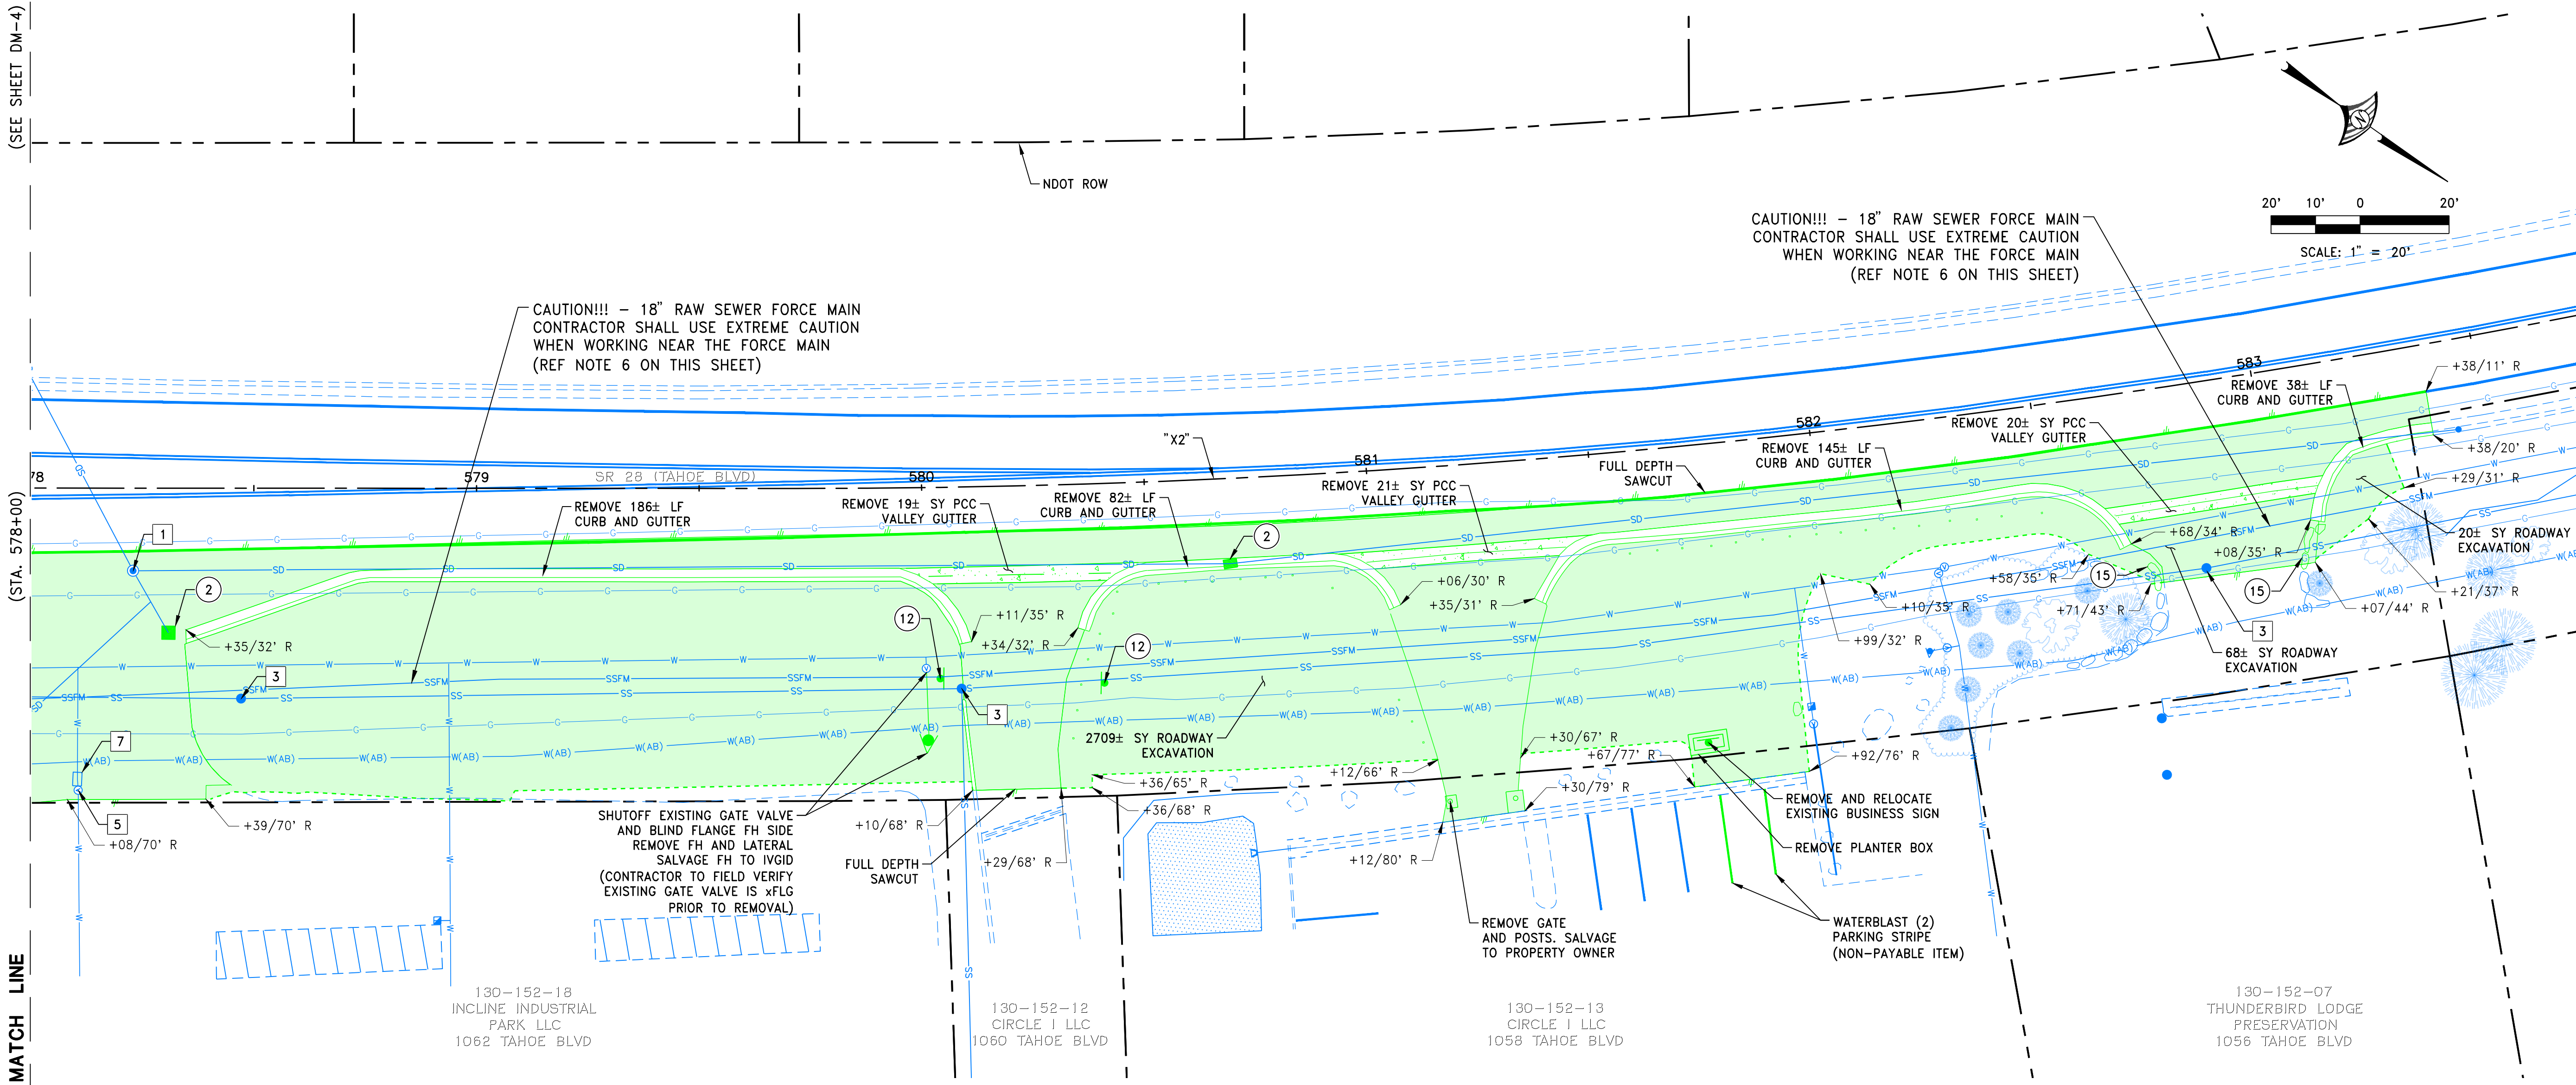 (SEE SHEET DM-4)
(STA. 578+00)
MATCH LINE
NDOT ROW
N
20' 10' 0 20'
SCALE: 1" = 20'
CAUTION!!! - 18" RAW SEWER FORCE MAIN
CONTRACTOR SHALL USE EXTREME CAUTION
WHEN WORKING NEAR THE FORCE MAIN
(REF NOTE 6 ON THIS SHEET)
CAUTION!!! - 18" RAW SEWER FORCE MAIN
CONTRACTOR SHALL USE EXTREME CAUTION
WHEN WORKING NEAR THE FORCE MAIN
(REF NOTE 6 ON THIS SHEET)
78
579
SR 28 (TAHOE BLVD)
580
581
582
583
"X2"
REMOVE 186± LF
CURB AND GUTTER
REMOVE 19± SY PCC
VALLEY GUTTER
REMOVE 82± LF
CURB AND GUTTER
REMOVE 21± SY PCC
VALLEY GUTTER
FULL DEPTH
SAWCUT
REMOVE 145± LF
CURB AND GUTTER
REMOVE 20± SY PCC
VALLEY GUTTER
REMOVE 38± LF
CURB AND GUTTER
+38/11' R
+38/20' R
+29/31' R
20± SY ROADWAY
EXCAVATION
+21/37' R
+07/44' R
+08/35' R
+68/34' R
+58/35' R
+71/43' R
+10/35' R
+99/32' R
68± SY ROADWAY
EXCAVATION
1
2
3
7
5
12
12
3
2
15
15
3
+35/32' R
+11/35' R
+34/32' R
+06/30' R
+35/31' R
2709± SY ROADWAY
EXCAVATION
+08/70' R
+39/70' R
+10/68' R
+29/68' R
+36/65' R
+36/68' R
+12/66' R
+12/80' R
+30/67' R
+30/79' R
+67/77' R
+92/76' R
SHUTOFF EXISTING GATE VALVE
AND BLIND FLANGE FH SIDE
REMOVE FH AND LATERAL
SALVAGE FH TO IVGID
(CONTRACTOR TO FIELD VERIFY
EXISTING GATE VALVE IS xFLG
PRIOR TO REMOVAL)
FULL DEPTH
SAWCUT
REMOVE GATE
AND POSTS. SALVAGE
TO PROPERTY OWNER
REMOVE AND RELOCATE
EXISTING BUSINESS SIGN
REMOVE PLANTER BOX
WATERBLAST (2)
PARKING STRIPE
(NON-PAYABLE ITEM)
130-152-18
INCLINE INDUSTRIAL
PARK LLC
1062 TAHOE BLVD
130-152-12
CIRCLE I LLC
1060 TAHOE BLVD
130-152-13
CIRCLE I LLC
1058 TAHOE BLVD
130-152-07
THUNDERBIRD LODGE
PRESERVATION
1056 TAHOE BLVD